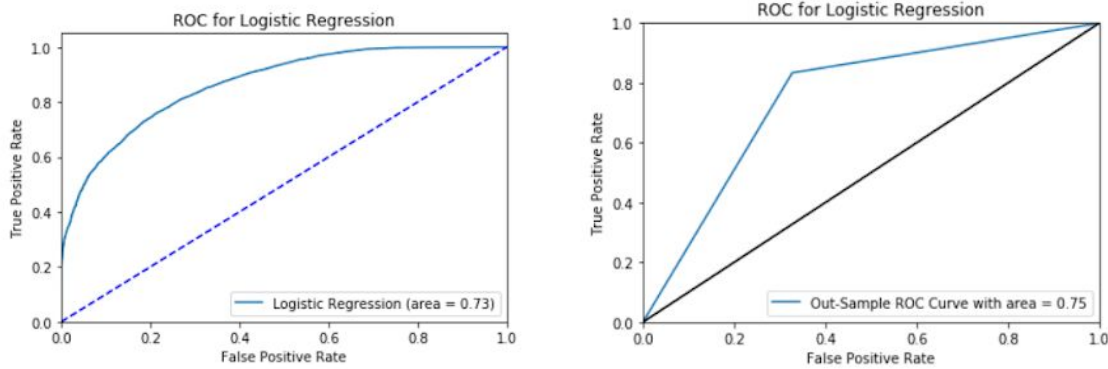 ROC for Logistic Regression
True Positive Rate
1.0
0.8
0.6
0.4
0.2
0.0
Logistic Regression (area = 0.73)
0.0 0.2 0.4 0.6 0.8 1.0
False Positive Rate
ROC for Logistic Regression
True Positive Rate
1.0
0.8
0.6
0.4
0.2
0.0
Out-Sample ROC Curve with area = 0.75
0.0 0.2 0.4 0.6 0.8 1.0
False Positive Rate